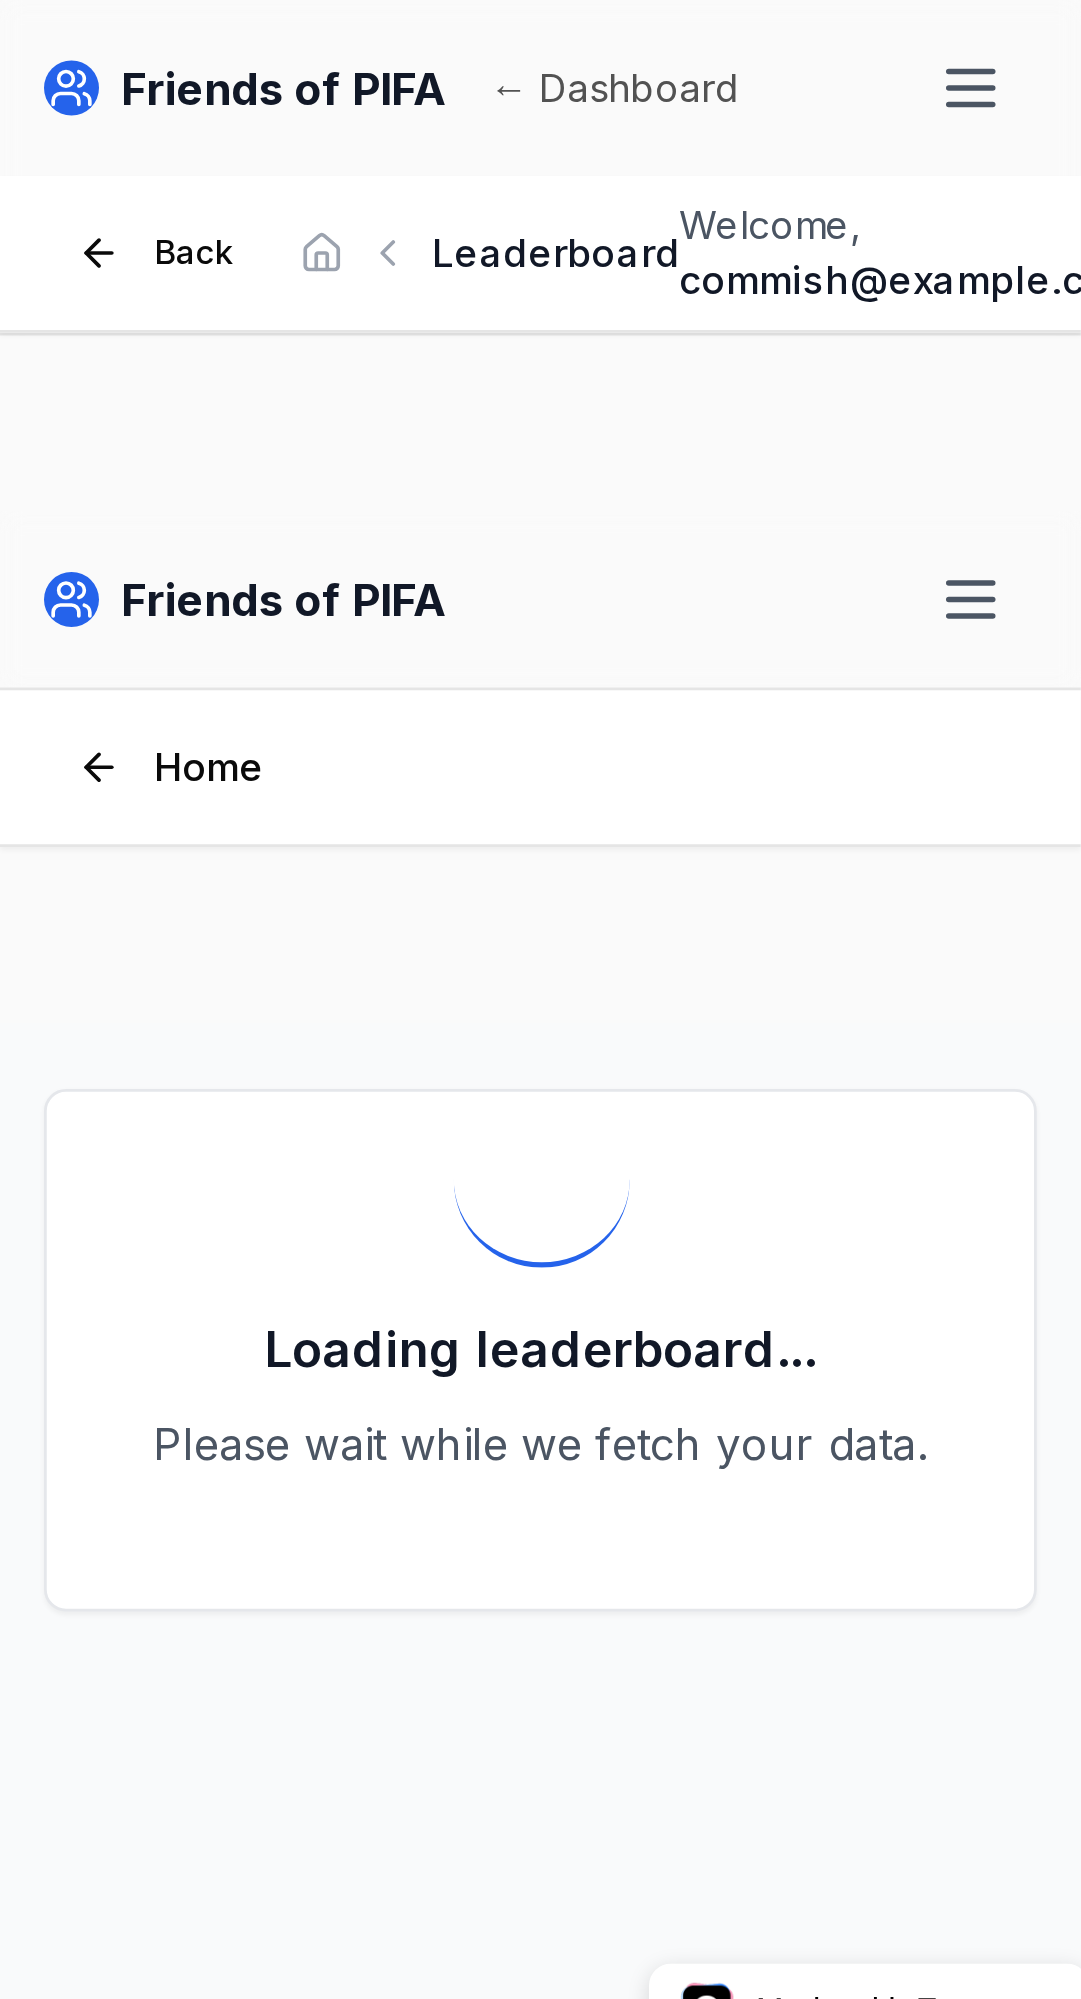 Friends of PIFA ← Dashboard
Back Leaderboard
Welcome,
commish@example.c
Friends of PIFA
Home
Loading leaderboard...
Please wait while we fetch your data.